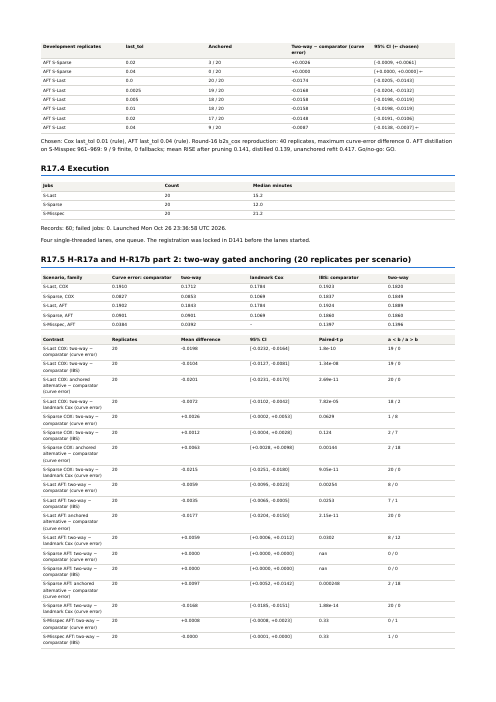 Development replicates last_tol Anchored Two-way − comparator (curve error) 95% CI (← chosen)
AFT S-Sparse 0.02 3 / 20 +0.0026 [-0.0009, +0.0061]
AFT S-Sparse 0.04 0 / 20 +0.0000 [+0.0000, +0.0000] ←
AFT S-Last 0.0 20 / 20 -0.0174 [-0.0205, -0.0143]
AFT S-Last 0.0025 19 / 20 -0.0168 [-0.0204, -0.0132]
AFT S-Last 0.005 18 / 20 -0.0158 [-0.0198, -0.0119]
AFT S-Last 0.01 18 / 20 -0.0158 [-0.0198, -0.0119]
AFT S-Last 0.02 17 / 20 -0.0148 [-0.0191, -0.0106]
AFT S-Last 0.04 9 / 20 -0.0087 [-0.0138, -0.0037] ←
Chosen: Cox last_tol 0.01 (rule), AFT last_tol 0.04 (rule). Round-16 b2s_cox reproduction: 40 replicates, maximum curve-error difference 0. AFT distillation
on S-Misspec 961–969: 9 / 9 finite, 0 fallbacks; mean RISE after pruning 0.141, distilled 0.139, unanchored refit 0.417. Go/no-go: GO.
R17.4 Execution
Jobs Count Median minutes
S-Last 20 15.2
S-Sparse 20 12.0
S-Misspec 20 21.2
Records: 60; failed jobs: 0. Launched Mon Oct 26 23:36:58 UTC 2026.
Four single-threaded lanes, one queue. The registration was locked in D141 before the lanes started.
R17.5 H-R17a and H-R17b part 2: two-way gated anchoring (20 replicates per scenario)
Scenario, family Curve error: comparator two-way landmark Cox IBS: comparator two-way
S-Last, COX 0.1910 0.1712 0.1784 0.1923 0.1820
S-Sparse, COX 0.0827 0.0853 0.1069 0.1837 0.1849
S-Last, AFT 0.1902 0.1843 0.1784 0.1918 0.1883
S-Sparse, AFT 0.0901 0.0901 0.1069 0.1860 0.1860
S-Misspec, AFT 0.0384 0.0392 – 0.1397 0.1396
Contrast Replicates Mean difference 95% CI Paired-t p a < b / a > b
S-Last COX: two-way − comparator (curve error) 20 -0.0198 [-0.0232, -0.0164] 1.8e-10 19 / 0
S-Last COX: two-way − comparator (IBS) 20 -0.0104 [-0.0127, -0.0081] 1.34e-08 19 / 0
S-Last COX: anchored alternative − comparator (curve error) 20 -0.0201 [-0.0231, -0.0170] 2.69e-11 20 / 0
S-Last COX: two-way − landmark Cox (curve error) 20 -0.0072 [-0.0102, -0.0042] 7.82e-05 18 / 2
S-Sparse COX: two-way − comparator (curve error) 20 +0.0026 [-0.0002, +0.0053] 0.0629 1 / 8
S-Sparse COX: two-way − comparator (IBS) 20 +0.0012 [-0.0004, +0.0028] 0.124 2 / 7
S-Sparse COX: anchored alternative − comparator (curve error) 20 +0.0063 [+0.0028, +0.0098] 0.00144 2 / 18
S-Sparse COX: two-way − landmark Cox (curve error) 20 -0.0215 [-0.0251, -0.0180] 9.05e-11 20 / 0
S-Last AFT: two-way − comparator (curve error) 20 -0.0059 [-0.0095, -0.0023] 0.00254 8 / 0
S-Last AFT: two-way − comparator (IBS) 20 -0.0035 [-0.0065, -0.0005] 0.0253 7 / 1
S-Last AFT: anchored alternative − comparator (curve error) 20 -0.0177 [-0.0204, -0.0150] 2.15e-11 20 / 0
S-Last AFT: two-way − landmark Cox (curve error) 20 +0.0059 [+0.0006, +0.0112] 0.0302 8 / 12
S-Sparse AFT: two-way − comparator (curve error) 20 +0.0000 [+0.0000, +0.0000] nan 0 / 0
S-Sparse AFT: two-way − comparator (IBS) 20 +0.0000 [+0.0000, +0.0000] nan 0 / 0
S-Sparse AFT: anchored alternative − comparator (curve error) 20 +0.0097 [+0.0052, +0.0142] 0.000248 2 / 18
S-Sparse AFT: two-way − landmark Cox (curve error) 20 -0.0168 [-0.0185, -0.0151] 1.88e-14 20 / 0
S-Misspec AFT: two-way − comparator (curve error) 20 +0.0008 [-0.0008, +0.0023] 0.33 0 / 1
S-Misspec AFT: two-way − comparator (IBS) 20 -0.0000 [-0.0001, +0.0000] 0.33 1 / 0